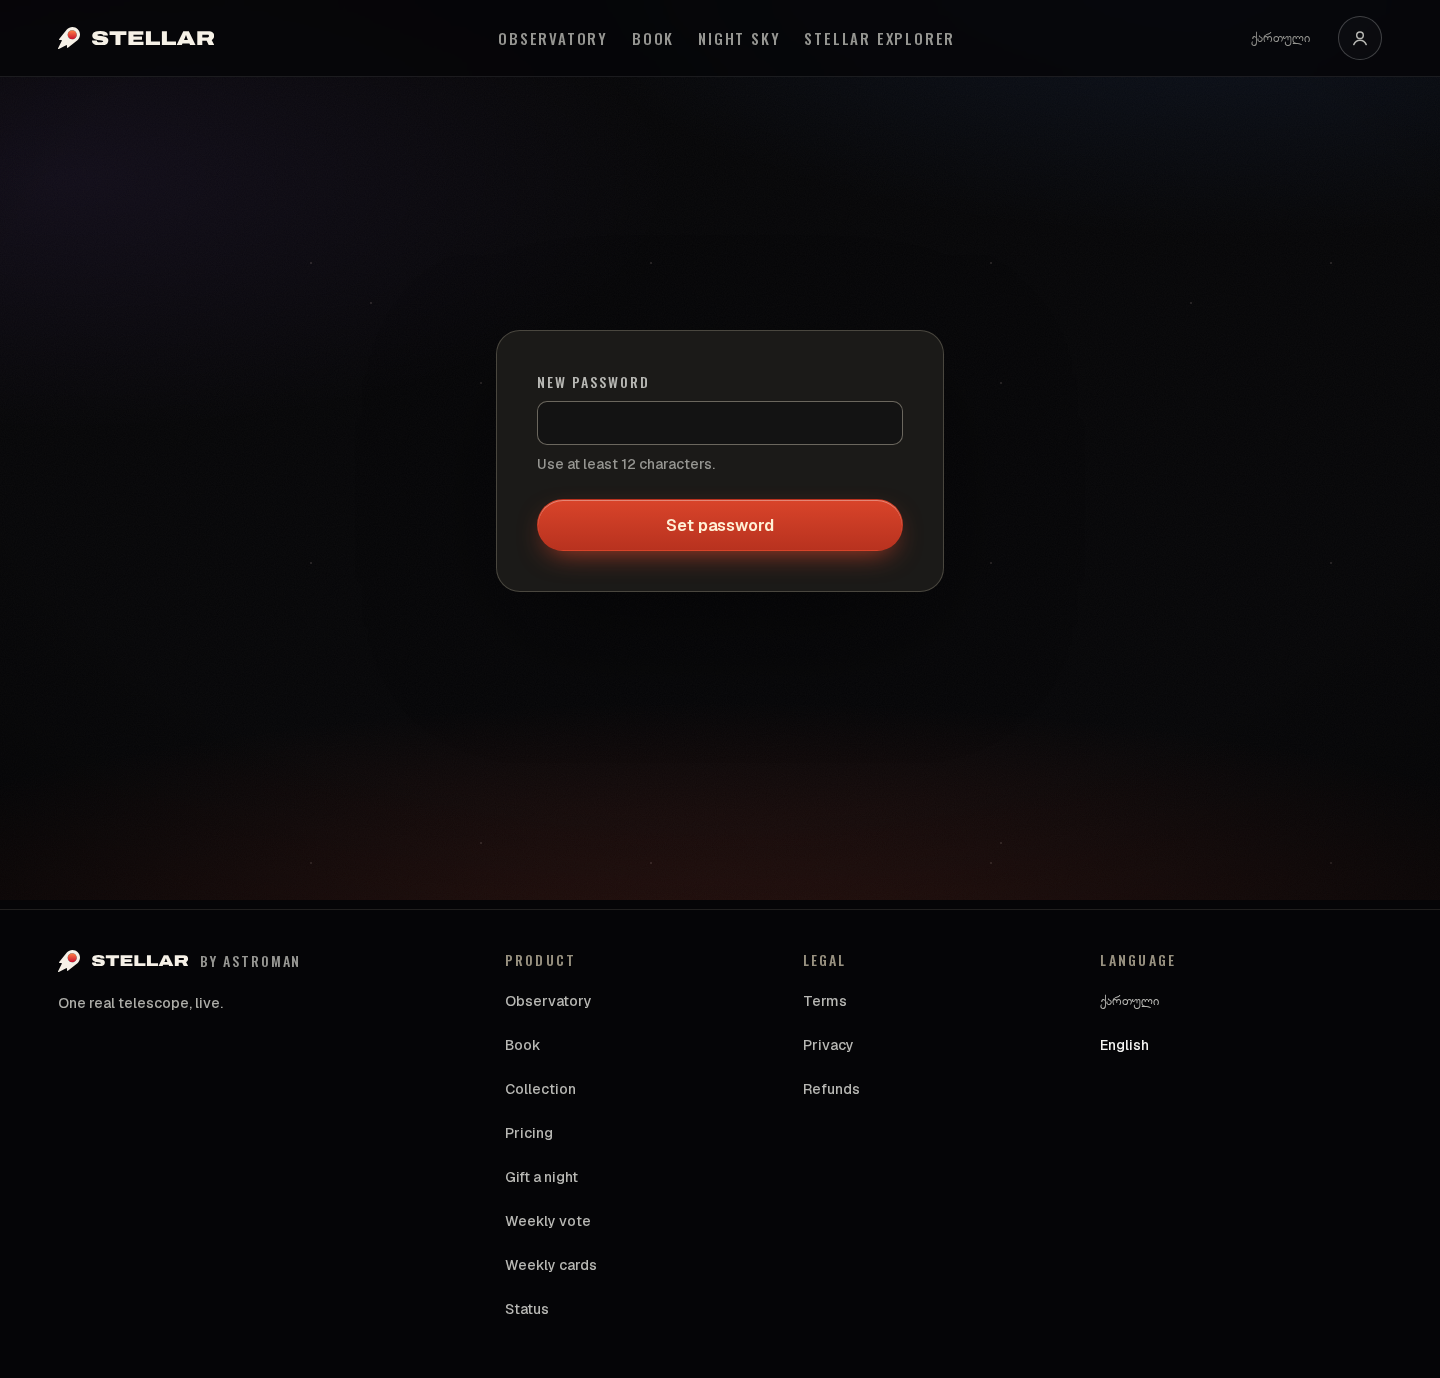 STELLAR
OBSERVATORY BOOK NIGHT SKY STELLAR EXPLORER
ქართული
NEW PASSWORD
Use at least 12 characters.
Set password
STELLAR BY ASTROMAN
One real telescope, live.
PRODUCT
Observatory
Book
Collection
Pricing
Gift a night
Weekly vote
Weekly cards
Status
LEGAL
Terms
Privacy
Refunds
LANGUAGE
ქართული
English